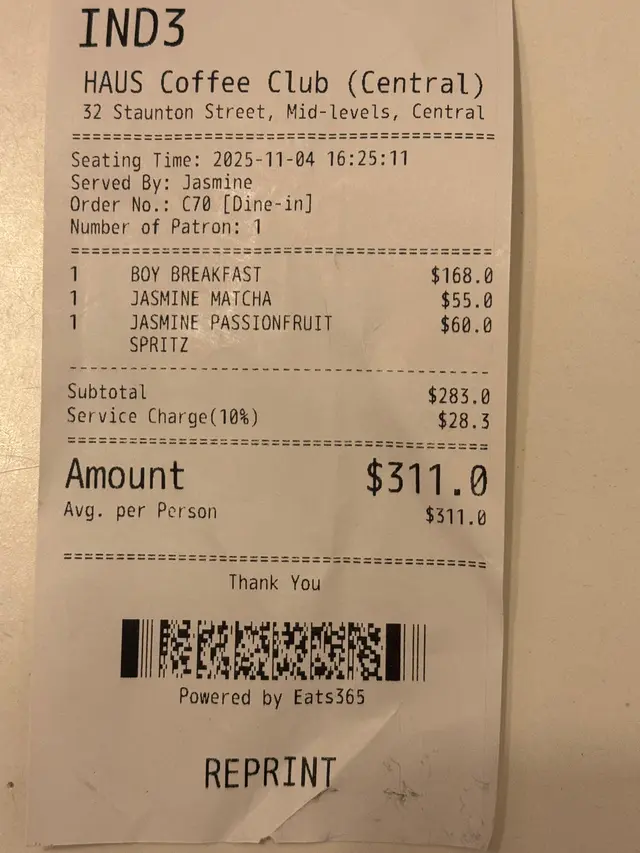 IND3
HAUS Coffee Club (Central)
32 Staunton Street, Mid-levels, Central
========================================
Seating Time: 2025-11-04 16:25:11
Served By: Jasmine
Order No.: C70 [Dine-in]
Number of Patron: 1
========================================
1 BOY BREAKFAST $168.0
1 JASMINE MATCHA $55.0
1 JASMINE PASSIONFRUIT $60.0
SPRITZ
----------------------------------------
Subtotal $283.0
Service Charge(10%) $28.3
========================================
Amount $311.0
Avg. per Person $311.0
========================================
Thank You
Powered by Eats365
REPRINT